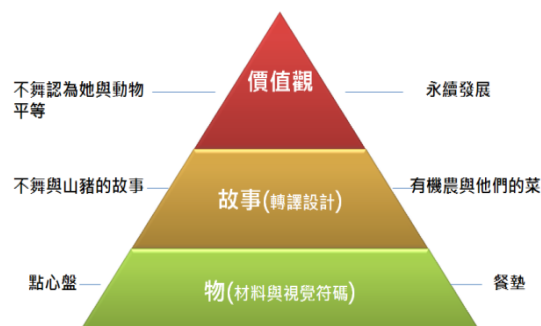 價值觀
不舞認為她與動物
平等
永續發展
不舞與山豬的故事
故事(轉譯設計)
有機農與他們的菜
點心盤
物(材料與視覺符碼)
餐墊